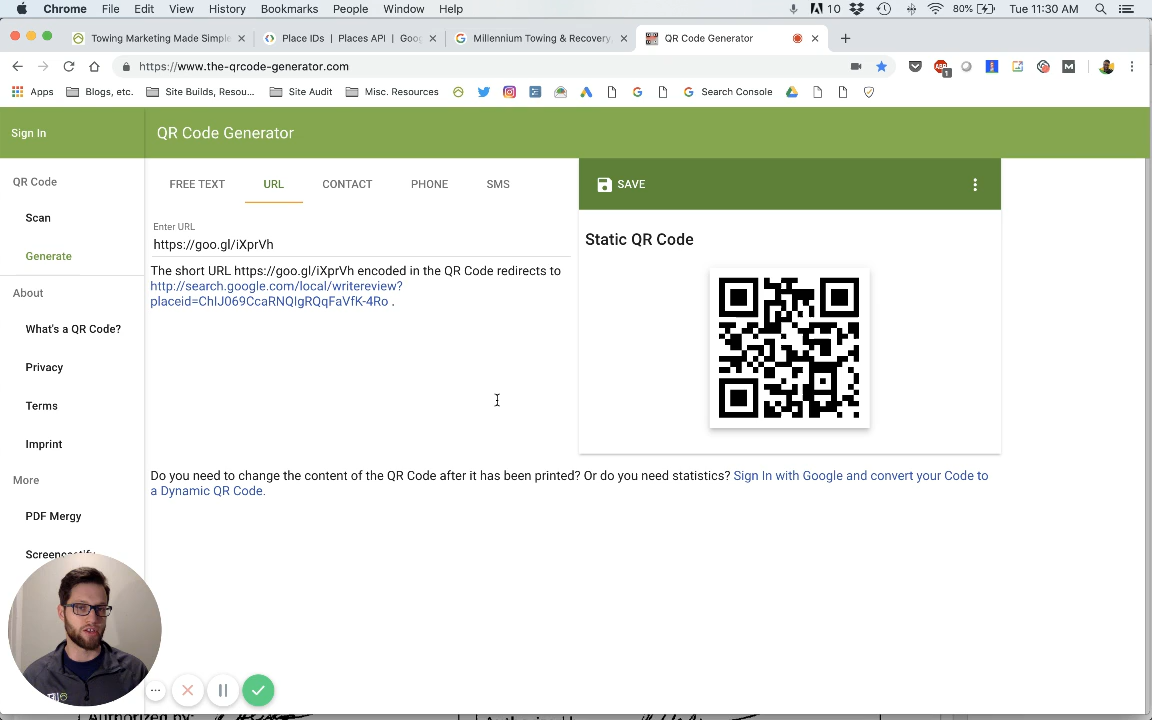 Chrome File Edit View History Bookmarks People Window Help
10
80%
Tue 11:30 AM
Towing Marketing Made Simple
Place IDs | Places API | Goo
Millennium Towing & Recovery
QR Code Generator
https://www.the-qrcode-generator.com
1
Apps
Blogs, etc.
Site Builds, Resou...
Site Audit
Misc. Resources
Search Console
Sign In
QR Code Generator
QR Code
Scan
Generate
About
What's a QR Code?
Privacy
Terms
Imprint
More
PDF Mergy
Screencastify
FREE TEXT
URL
CONTACT
PHONE
SMS
Enter URL
https://goo.gl/iXprVh
The short URL https://goo.gl/iXprVh encoded in the QR Code redirects to
http://search.google.com/local/writereview?
placeid=ChIJ069CcaRNQIgRQqFaVfK-4Ro .
SAVE
Static QR Code
Do you need to change the content of the QR Code after it has been printed? Or do you need statistics? Sign In with Google and convert your Code to
a Dynamic QR Code.